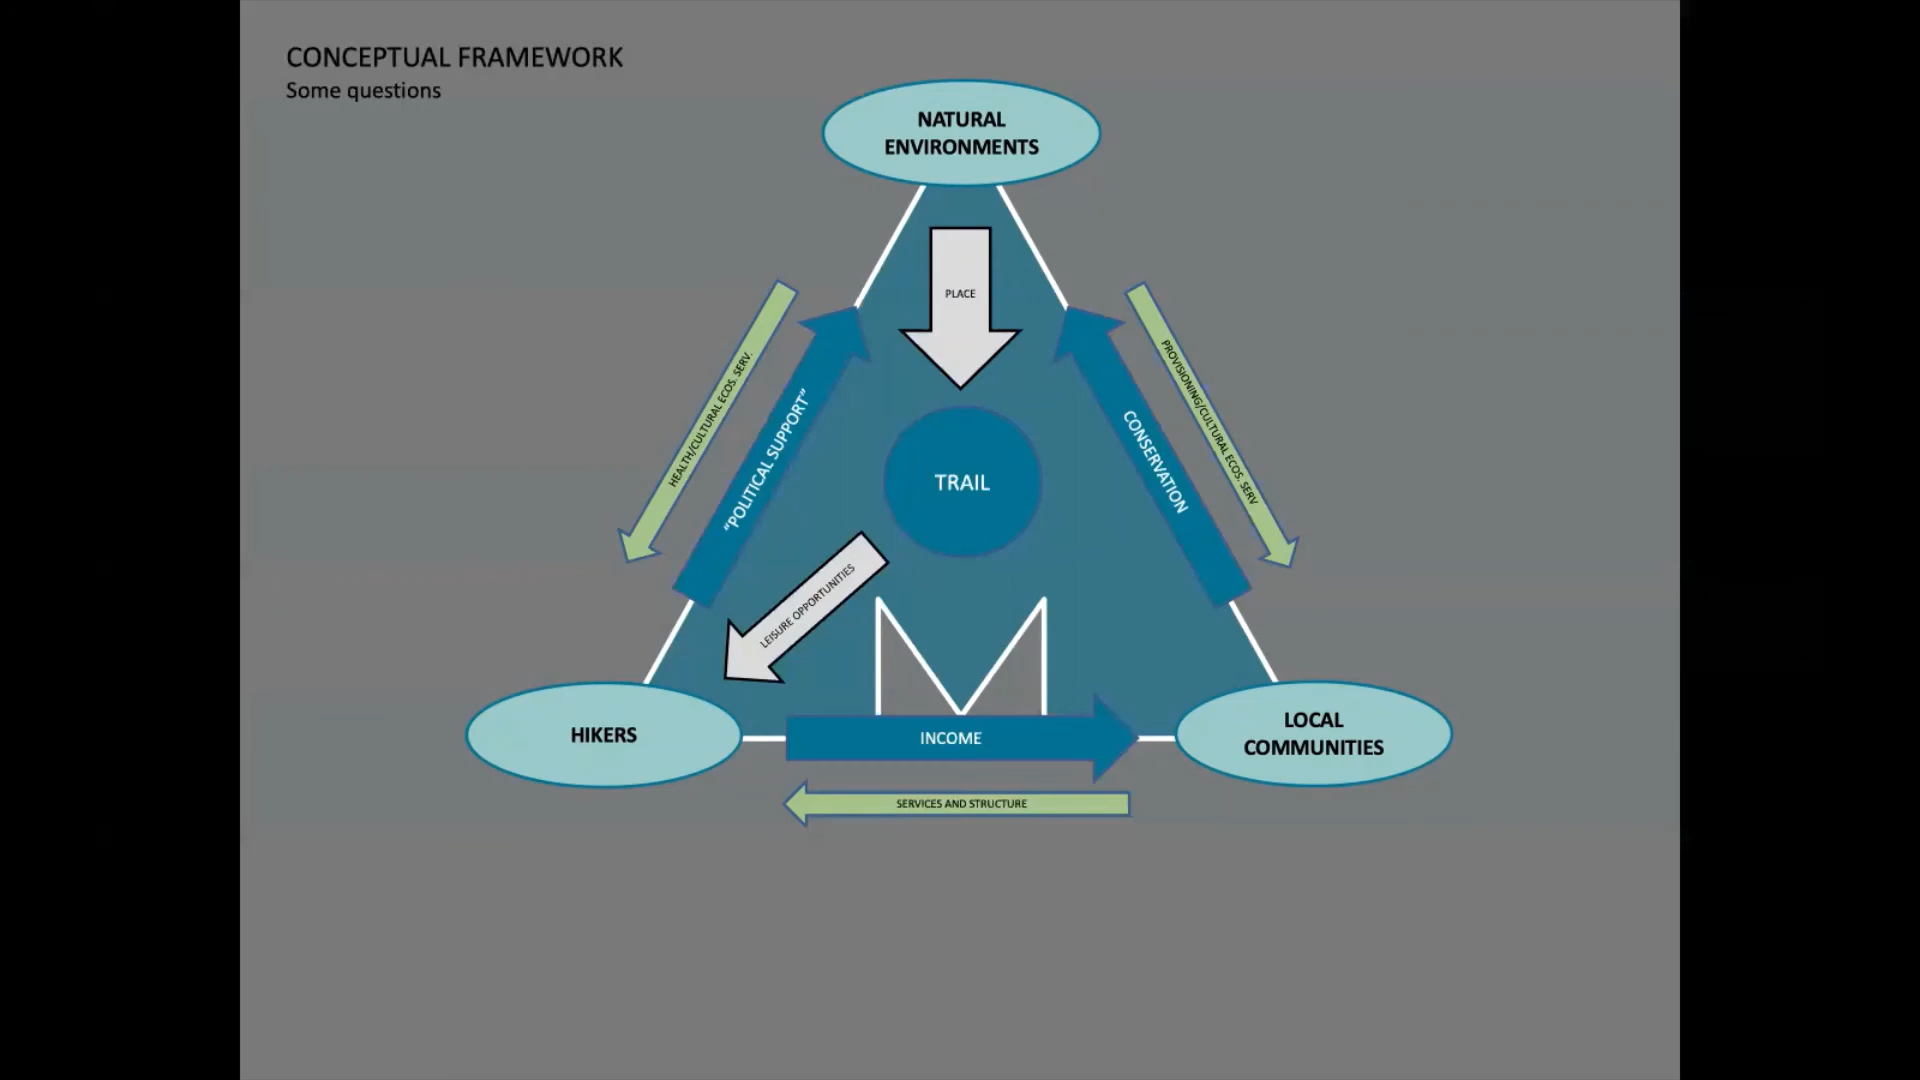 CONCEPTUAL FRAMEWORK
Some questions
NATURAL
ENVIRONMENTS
PLACE
HEALTH/CULTURAL ECOS. SERV.
“POLITICAL SUPPORT”
CONSERVATION
PROVISIONING/CULTURAL ECOS. SERV
TRAIL
LEISURE OPPORTUNITIES
HIKERS
INCOME
LOCAL
COMMUNITIES
SERVICES AND STRUCTURE